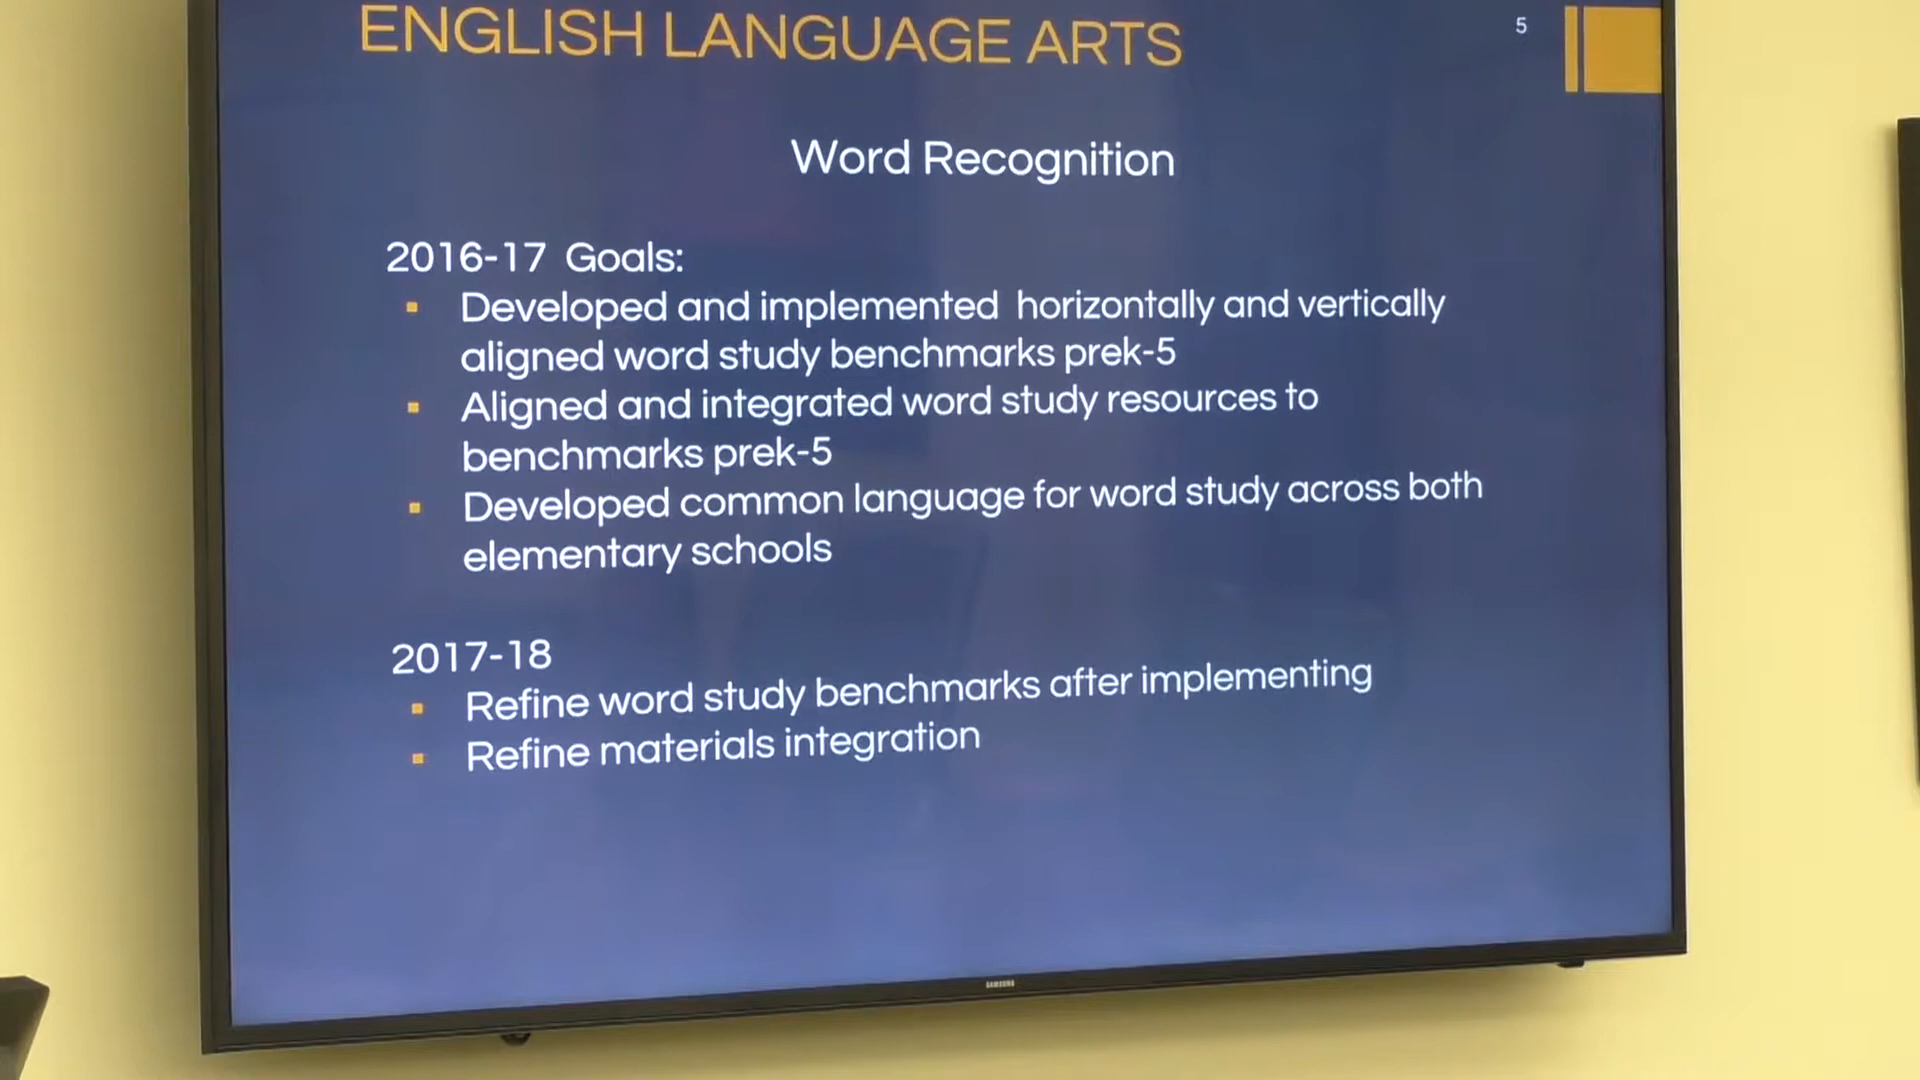 ENGLISH LANGUAGE ARTS
5
Word Recognition
2016-17 Goals:
▪ Developed and implemented horizontally and vertically
aligned word study benchmarks prek-5
▪ Aligned and integrated word study resources to
benchmarks prek-5
▪ Developed common language for word study across both
elementary schools
2017-18
▪ Refine word study benchmarks after implementing
▪ Refine materials integration
SAMSUNG